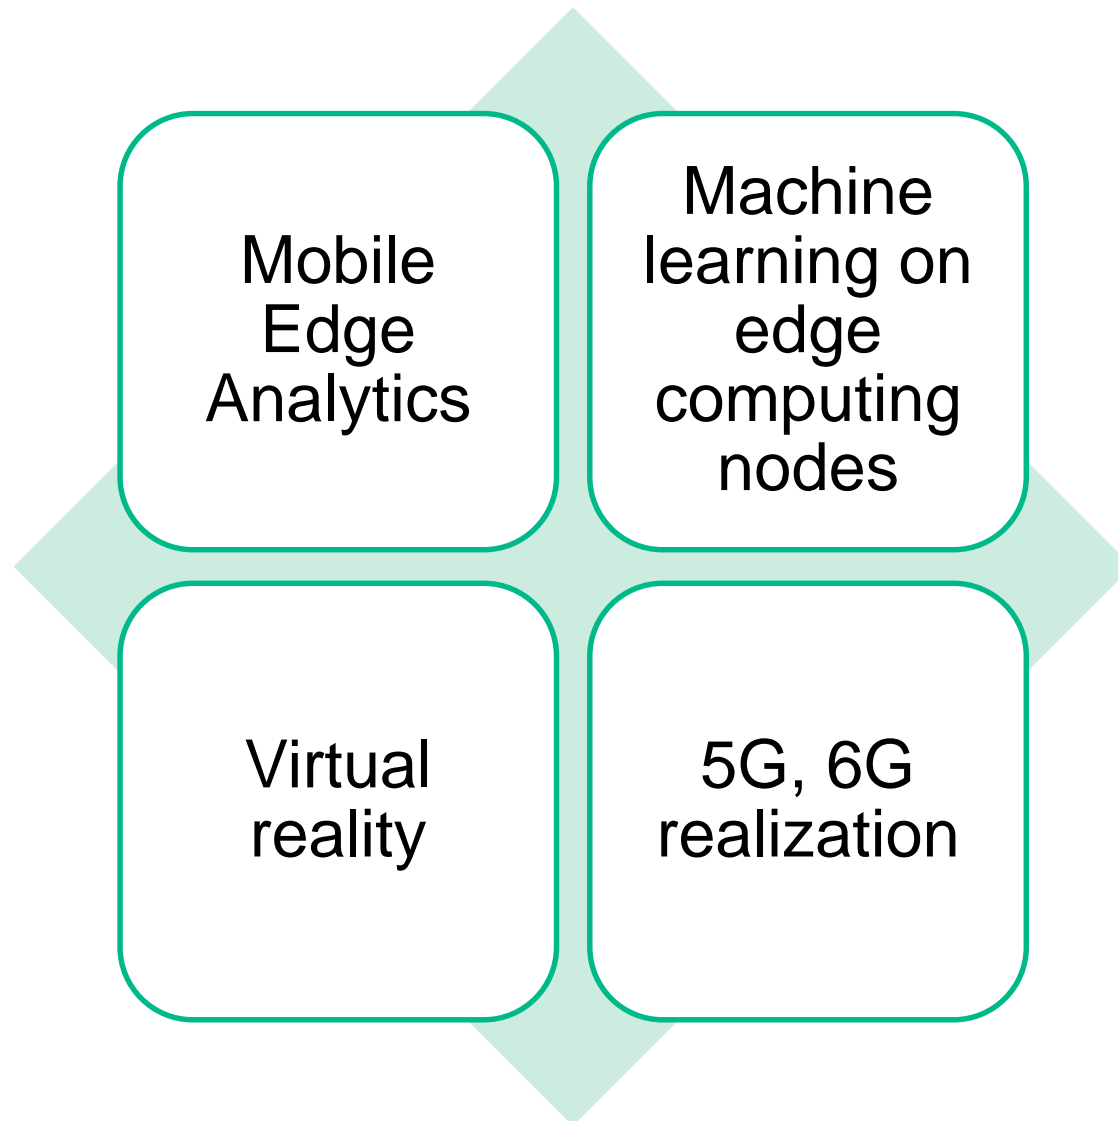 Mobile
Edge
Analytics
Machine
learning on
edge
computing
nodes
Virtual
reality
5G, 6G
realization